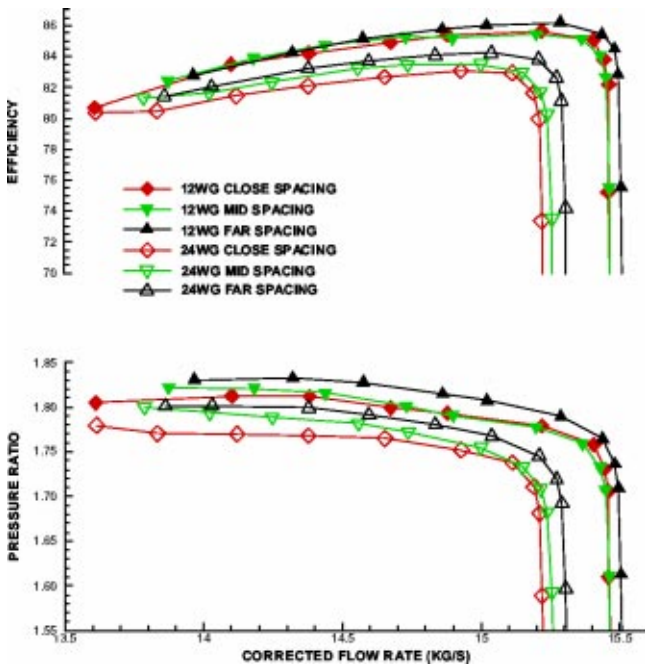 86
84
82
80
78
76
74
72
70
EFFICIENCY
12WG CLOSE SPACING
12WG MID SPACING
12WG FAR SPACING
24WG CLOSE SPACING
24WG MID SPACING
24WG FAR SPACING
1.85
1.80
1.75
1.70
1.65
1.60
1.55
PRESSURE RATIO
13.5
14
14.5
15
15.5
CORRECTED FLOW RATE (KG/S)